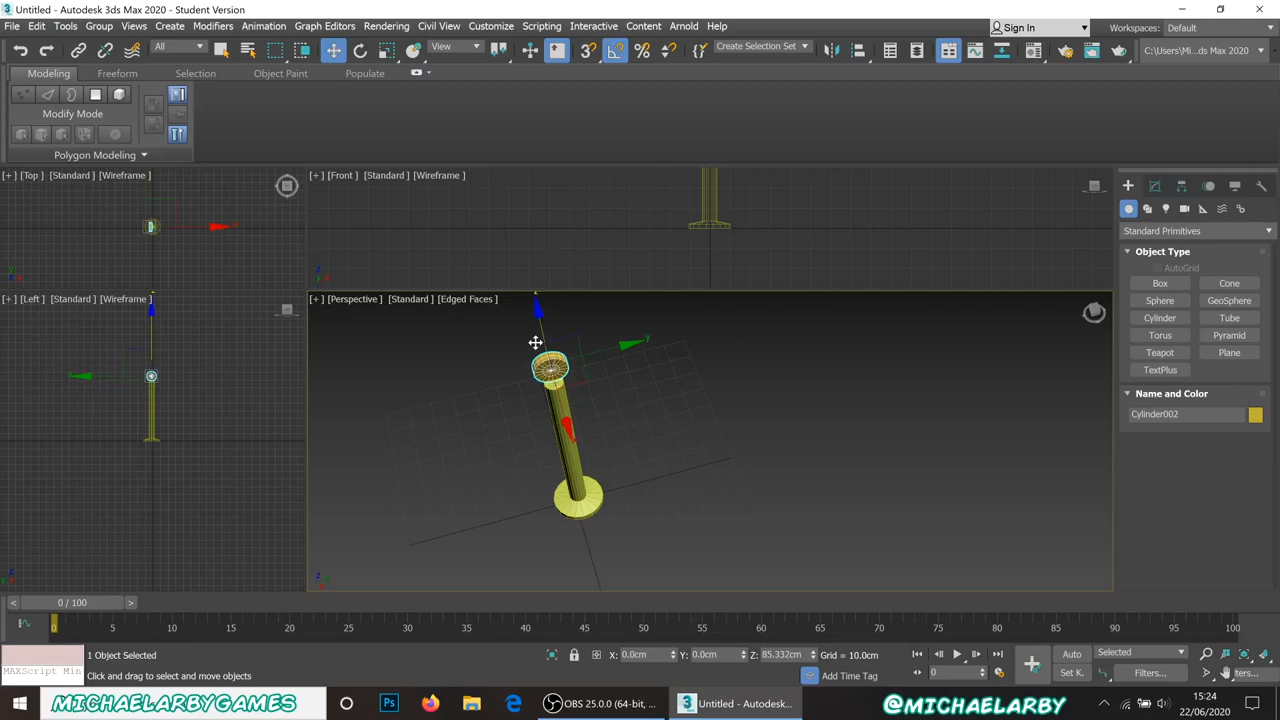 Untitled - Autodesk 3ds Max 2020 - Student Version
File Edit Tools Group Views Create Modifiers Animation Graph Editors Rendering Civil View Customize Scripting Interactive Content Arnold Help
Sign In
Workspaces: Default
All
View
Create Selection Set
C:\Users\Mi...ds Max 2020
Modeling Freeform Selection Object Paint Populate
Modify Mode
Polygon Modeling
[+] [Top] [Standard] [Wireframe]
[+] [Front] [Standard] [Wireframe]
[+] [Left] [Standard] [Wireframe]
[+] [Perspective] [Standard] [Edged Faces]
Standard Primitives
Object Type
AutoGrid
Box Cone
Sphere GeoSphere
Cylinder Tube
Torus Pyramid
Teapot Plane
TextPlus
Name and Color
Cylinder002
< 0 / 100 >
0 5 10 15 20 25 30 35 40 45 50 55 60 65 70 75 80 85 90 95 100
MAXScript Min
1 Object Selected
Click and drag to select and move objects
X: 0.0cm Y: 0.0cm Z: 85.332cm Grid = 10.0cm
Add Time Tag
0
Auto
Set K.
Selected
Filters...
ters...
MICHAELARBYGAMES
Ps
OBS 25.0.0 (64-bit, ...
3
Untitled - Autodesk...
@MICHAELARBY
15:24
22/06/2020